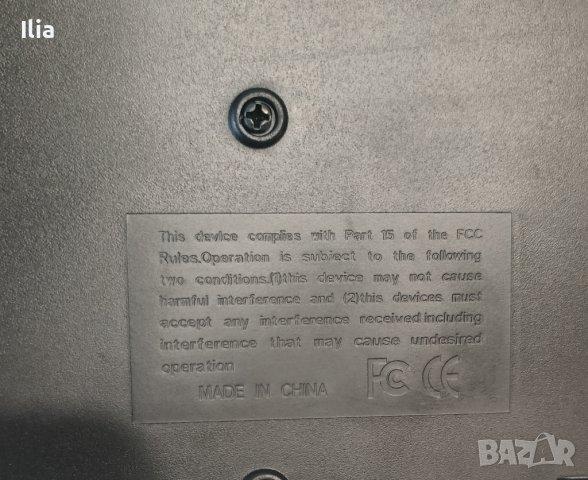 Ilia
This device complies with Part 15 of the FCC
Rules.Operation is subject to the following
two conditions.(1)this device may not cause
harmful interference and (2)this devices must
accept any interference received.including
interference that may cause undesired
operation
MADE IN CHINA FC CE
BAZAR